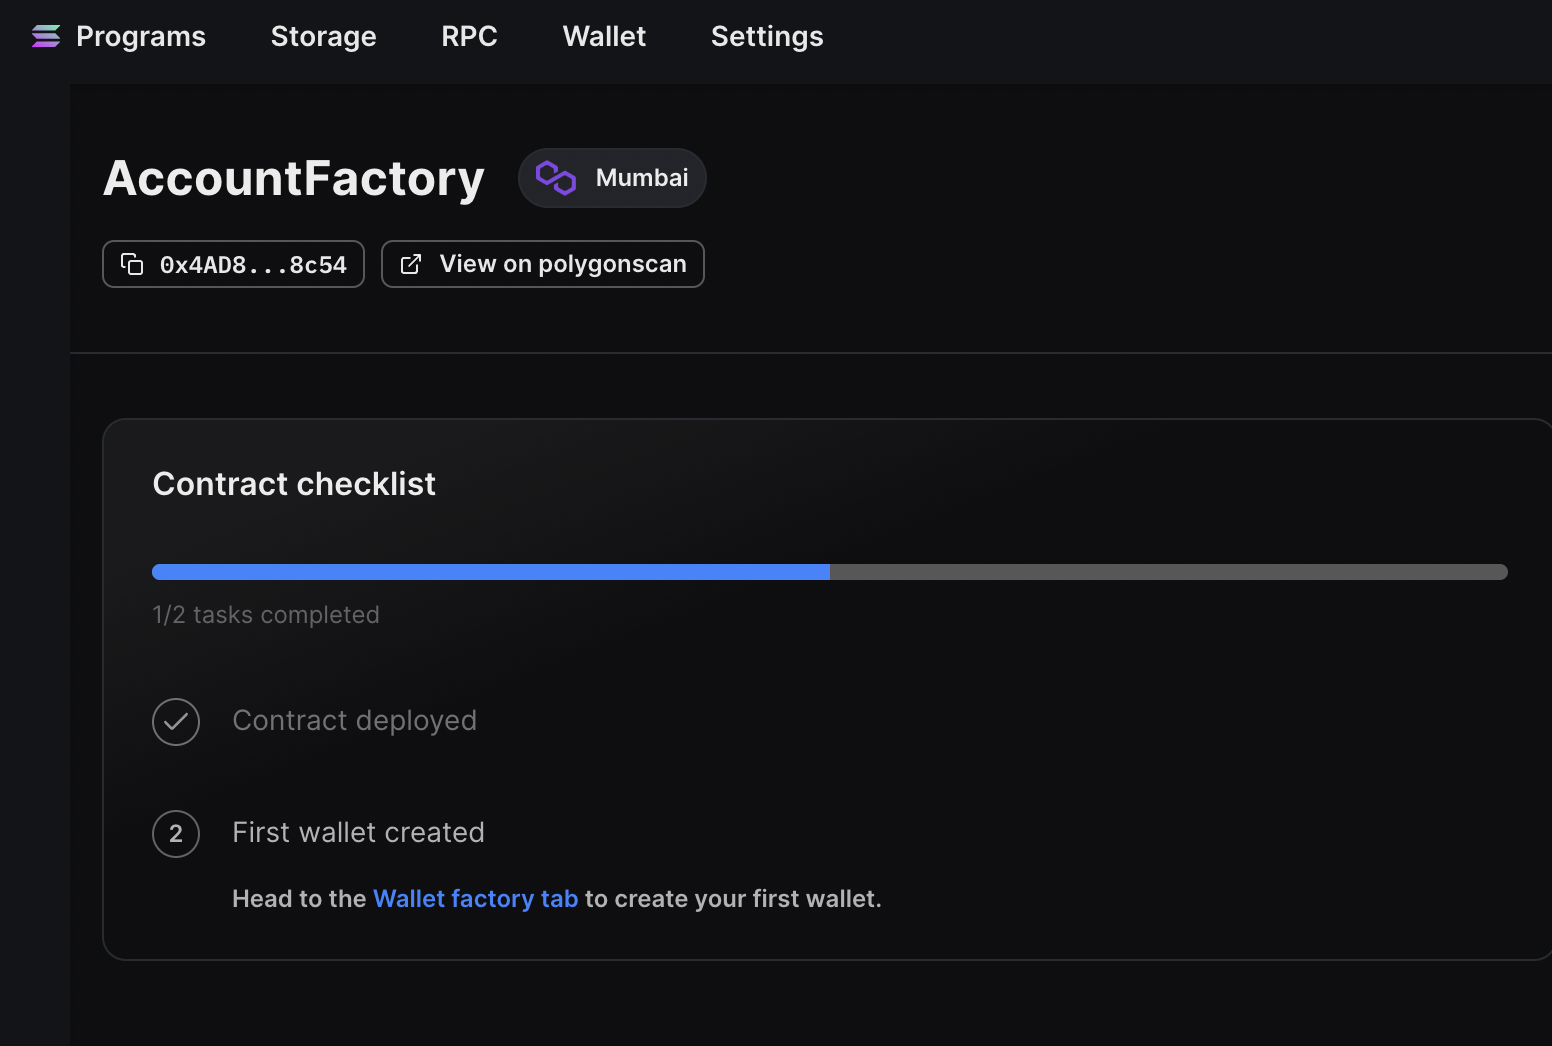 Programs Storage RPC Wallet Settings
AccountFactory Mumbai
0x4AD8...8c54 View on polygonscan
Contract checklist
1/2 tasks completed
Contract deployed
2 First wallet created
Head to the Wallet factory tab to create your first wallet.